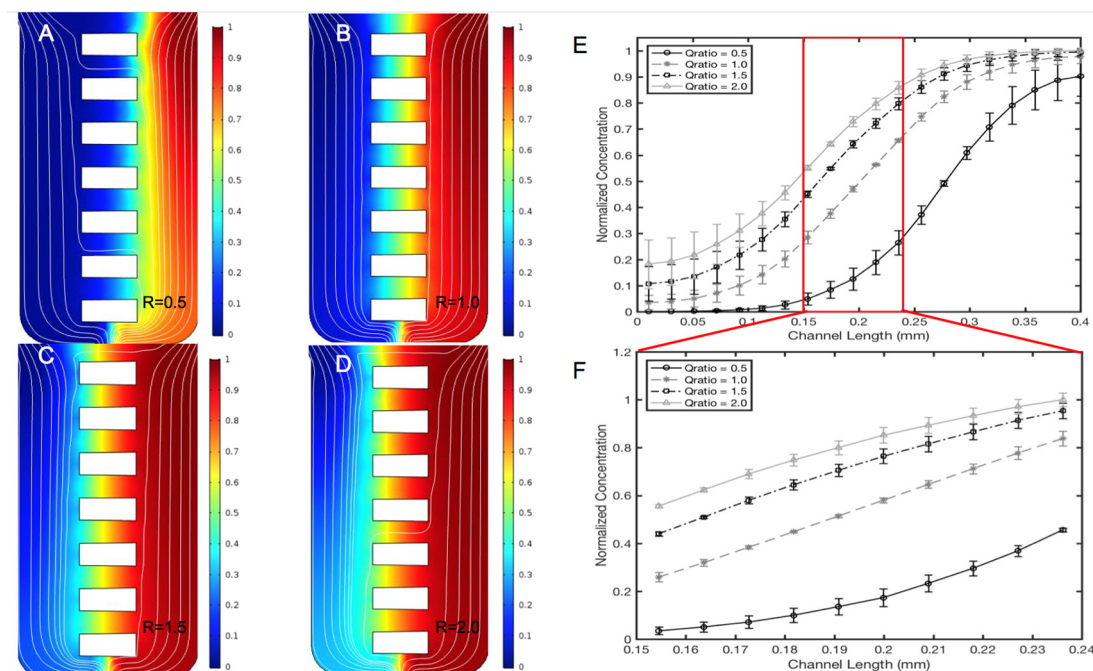 A
1
0.9
0.8
0.7
0.6
0.5
0.4
0.3
0.2
0.1
0
R=0.5
B
1
0.9
0.8
0.7
0.6
0.5
0.4
0.3
0.2
0.1
0
R=1.0
C
1
0.9
0.8
0.7
0.6
0.5
0.4
0.3
0.2
0.1
0
R=1.5
D
1
0.9
0.8
0.7
0.6
0.5
0.4
0.3
0.2
0.1
0
R=2.0
E
Qratio = 0.5
Qratio = 1.0
Qratio = 1.5
Qratio = 2.0
Normalized Concentration
1
0.9
0.8
0.7
0.6
0.5
0.4
0.3
0.2
0.1
0
0 0.05 0.1 0.15 0.2 0.25 0.3 0.35 0.4
Channel Length (mm)
F
Qratio = 0.5
Qratio = 1.0
Qratio = 1.5
Qratio = 2.0
Normalized Concentration
1.2
1
0.8
0.6
0.4
0.2
0
0.15 0.16 0.17 0.18 0.19 0.2 0.21 0.22 0.23 0.24
Channel Length (mm)